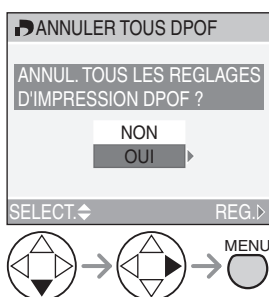 ANNULER TOUS DPOF
ANNUL. TOUS LES REGLAGES
D'IMPRESSION DPOF ?
NON
OUI
SELECT.
REG.
MENU